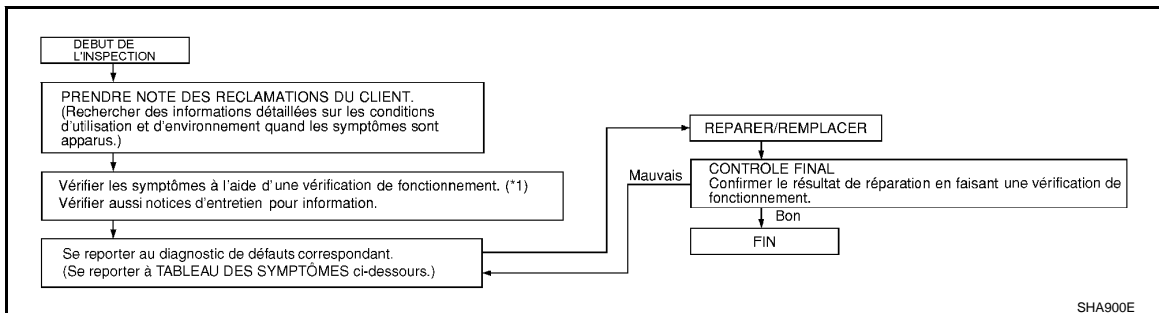 DEBUT DE
L'INSPECTION
PRENDRE NOTE DES RECLAMATIONS DU CLIENT.
(Rechercher des informations détaillées sur les conditions
d'utilisation et d'environnement quand les symptômes sont
apparus.)
Vérifier les symptômes à l'aide d'une vérification de fonctionnement. (*1)
Vérifier aussi notices d'entretien pour information.
Se reporter au diagnostic de défauts correspondant.
(Se reporter à TABLEAU DES SYMPTÔMES ci-dessours.)
REPARER/REMPLACER
Mauvais
CONTROLE FINAL
Confirmer le résultat de réparation en faisant une vérification de
fonctionnement.
Bon
FIN
SHA900E